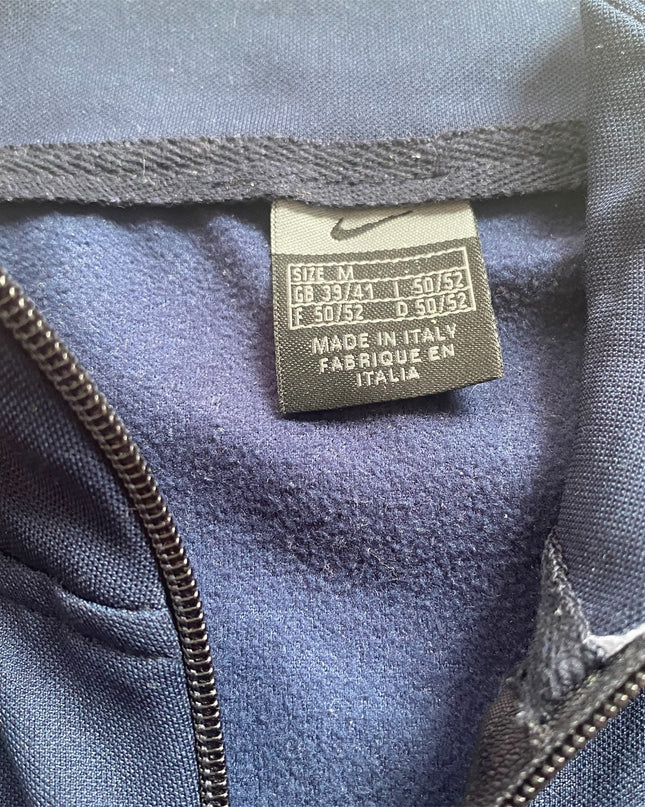 SIZE M
GB 39/41 I 50/52
F 50/52 D 50/52
MADE IN ITALY
FABRIQUE EN
ITALIA